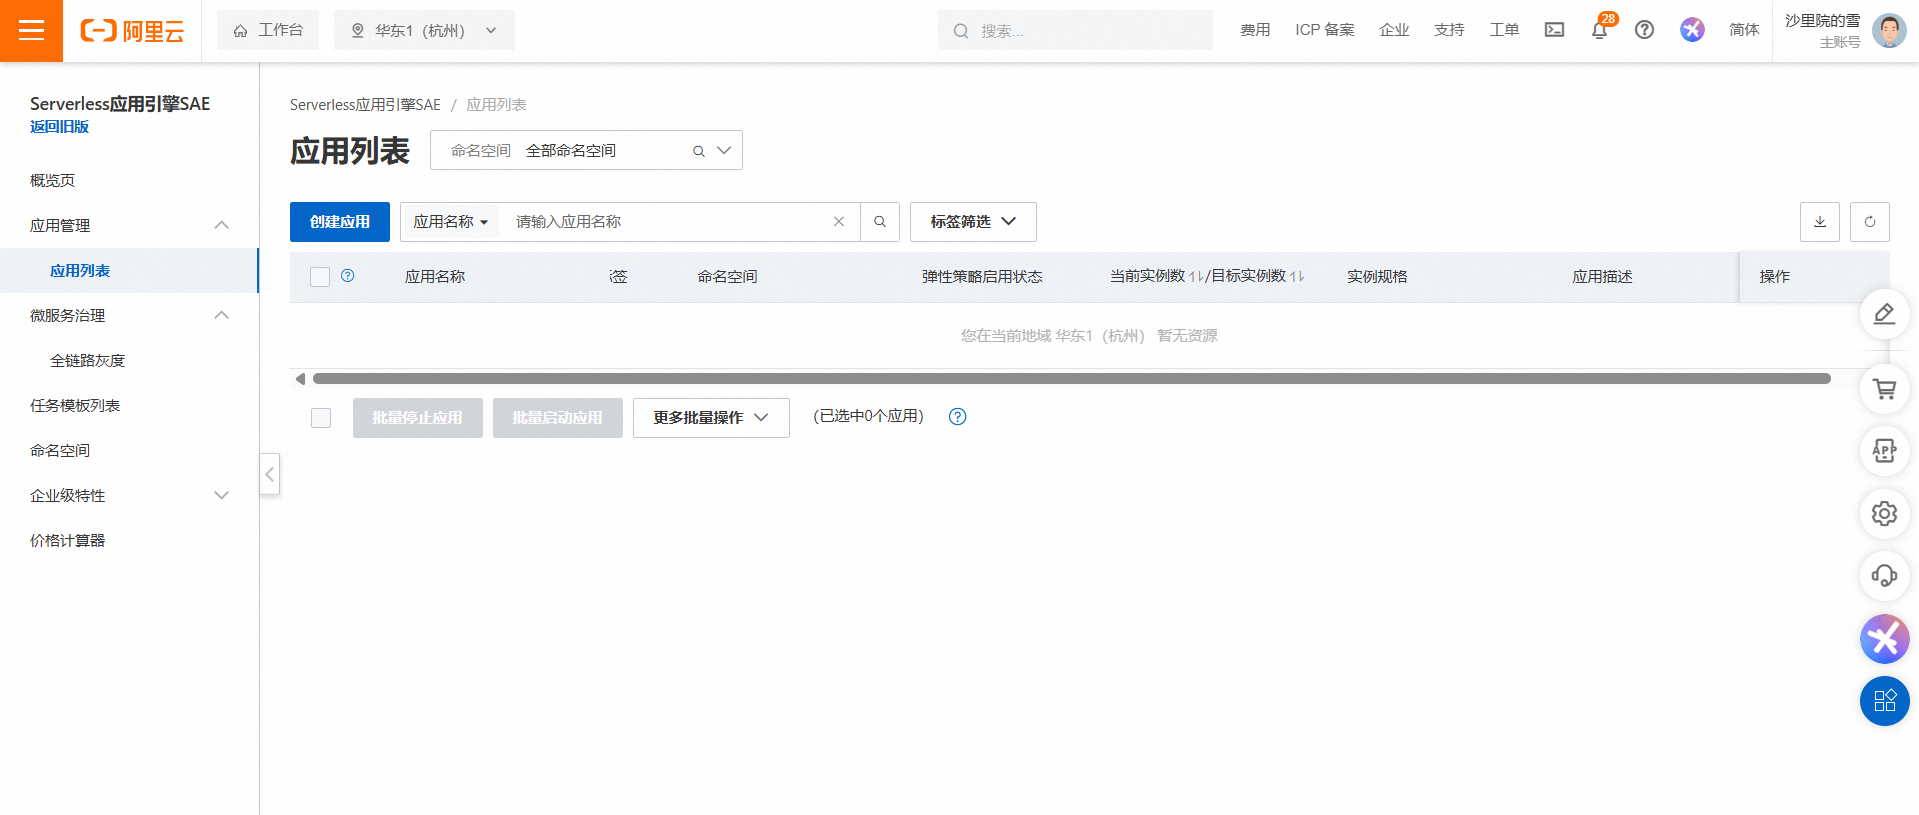 阿里云
工作台
华东1（杭州）
搜索...
费用
ICP 备案
企业
支持
工单
28
简体
沙里院的雪
主账号
Serverless应用引擎SAE
返回旧版
概览页
应用管理
应用列表
微服务治理
全链路灰度
任务模板列表
命名空间
企业级特性
价格计算器
Serverless应用引擎SAE / 应用列表
应用列表
命名空间 全部命名空间
创建应用
应用名称
请输入应用名称
标签筛选
应用名称
签
命名空间
弹性策略启用状态
当前实例数 /目标实例数
实例规格
应用描述
操作
您在当前地域 华东1（杭州） 暂无资源
批量停止应用
批量启动应用
更多批量操作
（已选中0个应用）
APP